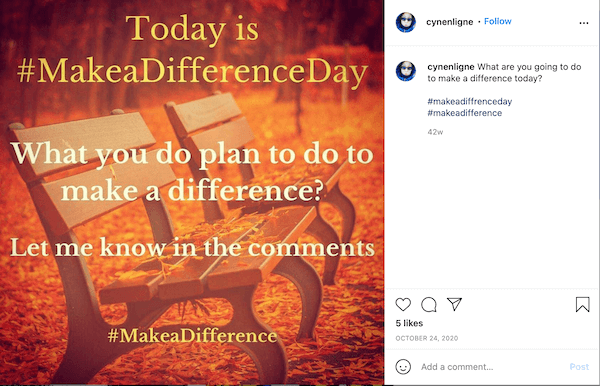 Today is
#MakeaDifferenceDay
What you do plan to do to
make a difference?
Let me know in the comments
#MakeaDifference
cynenligne • Follow
cynenligne What are you going to do
to make a difference today?
#makeadiffrenceday
#makeadifference
42w
5 likes
OCTOBER 24, 2020
Add a comment...
Post